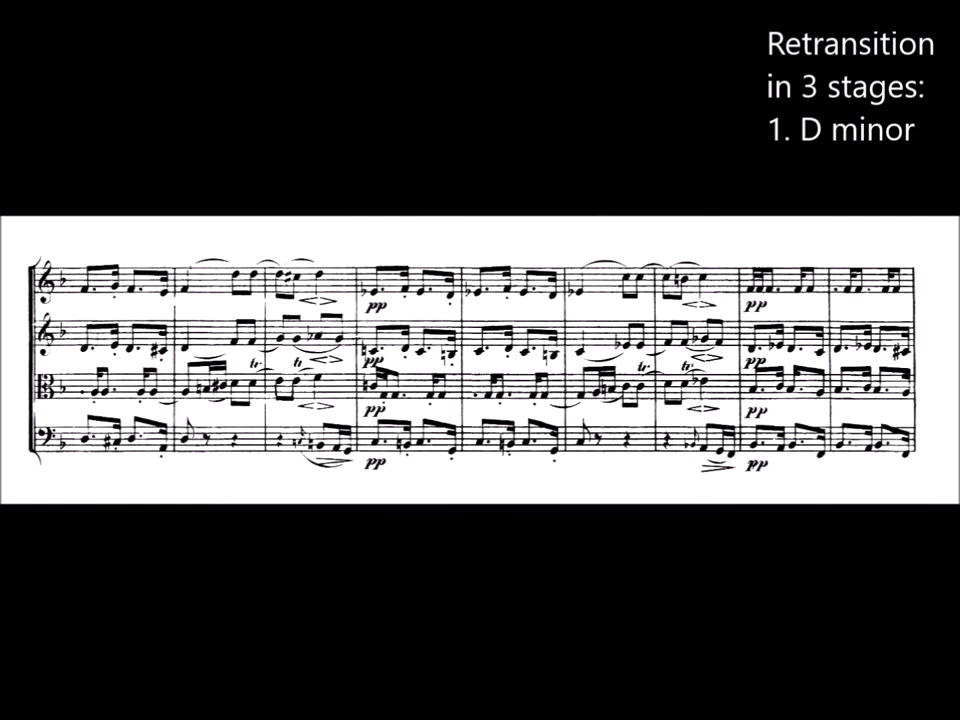 Retransition
in 3 stages:
1. D minor
tr tr
pp
pp
pp
pp
tr tr
pp
pp
pp
pp